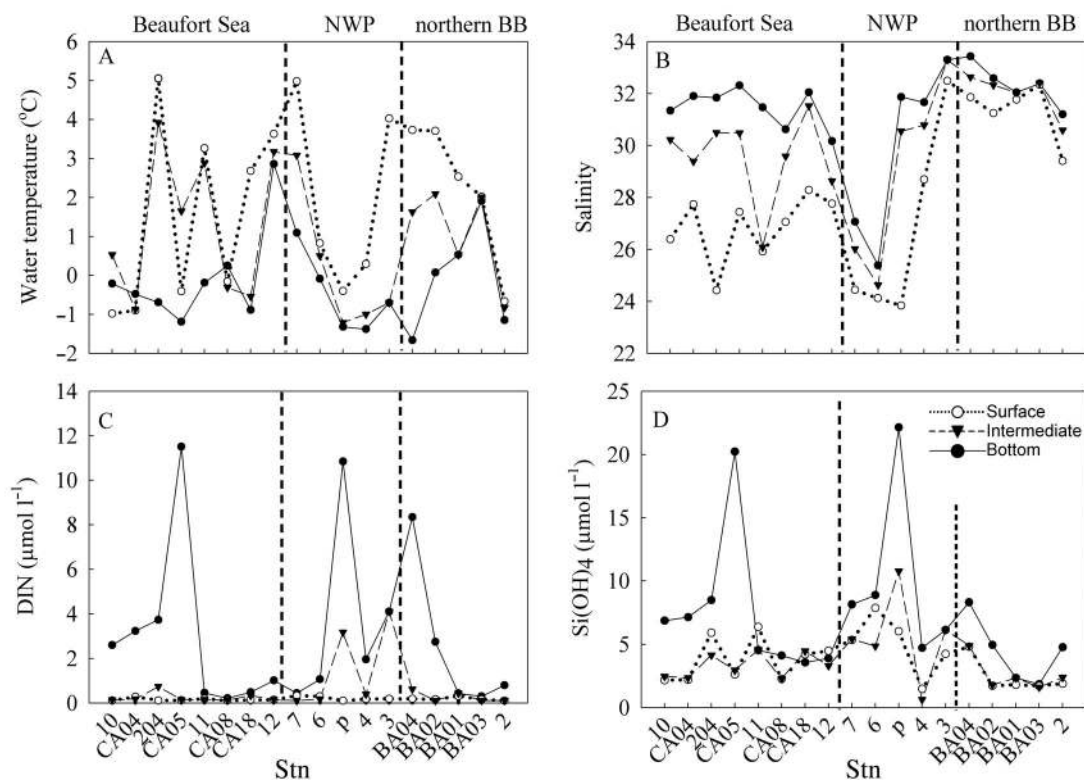 Beaufort Sea NWP northern BB
Beaufort Sea NWP northern BB
A
Water temperature (°C)
6
5
4
3
2
1
0
−1
−2
B
Salinity
34
32
30
28
26
24
22
C
DIN (µmol l⁻¹)
14
12
10
8
6
4
2
0
10 CA04 204 CA05 11 CA08 CA18 12 7 6 P 4 3 BA04 BA02 BA01 BA03 2
Stn
D
Si(OH)₄ (µmol l⁻¹)
25
20
15
10
5
0
Surface
Intermediate
Bottom
10 CA04 204 CA05 11 CA08 CA18 12 7 6 P 4 3 BA04 BA02 BA01 BA03 2
Stn